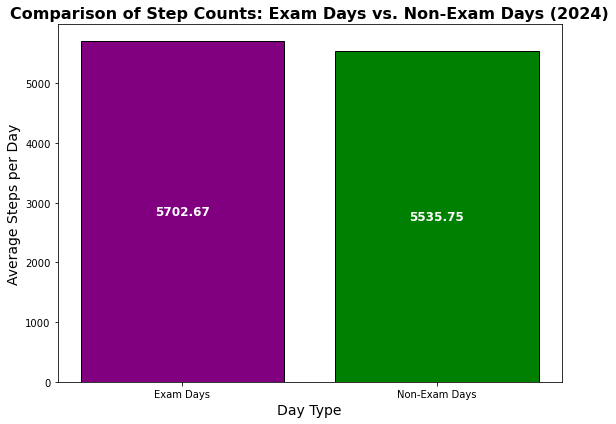 Comparison of Step Counts: Exam Days vs. Non-Exam Days (2024)
Average Steps per Day
5000
4000
3000
2000
1000
0
5702.67
5535.75
Exam Days
Non-Exam Days
Day Type